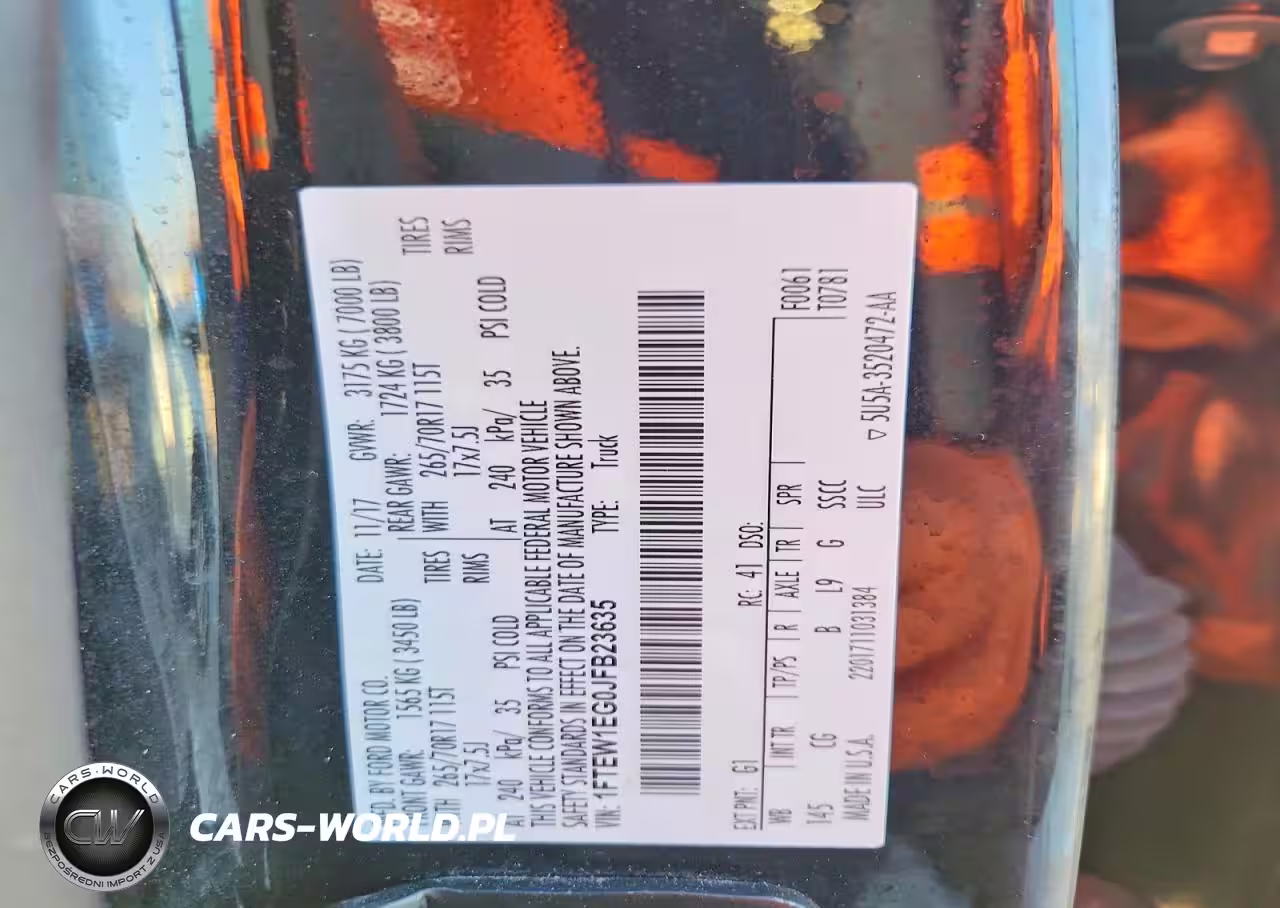 MFD. BY FORD MOTOR CO. DATE: 11/17 GVWR: 3175 KG ( 7000 LB)
FRONT GAWR: 1565 KG ( 3450 LB) REAR GAWR: 1724 KG ( 3800 LB)
WITH 265/70R17 115T TIRES WITH 265/70R17 115T TIRES
17x7.5J RIMS 17x7.5J RIMS
AT 240 kPa/ 35 PSI COLD AT 240 kPa/ 35 PSI COLD
THIS VEHICLE CONFORMS TO ALL APPLICABLE FEDERAL MOTOR VEHICLE
SAFETY STANDARDS IN EFFECT ON THE DATE OF MANUFACTURE SHOWN ABOVE.
VIN: 1FTEW1EG0JFB23635 TYPE: Truck
EXT PNT: G1 RC: 41 DSO:
WB INT TR TP/PS R AXLE TR SPR F0061
145 CG B L9 G SSCC T0781
ULC
MADE IN U.S.A. 2201711031384 ▽ 5U5A-3520472-AA
CARS-WORLD
CW
BEZPOŚREDNI IMPORT Z USA
CARS-WORLD.PL